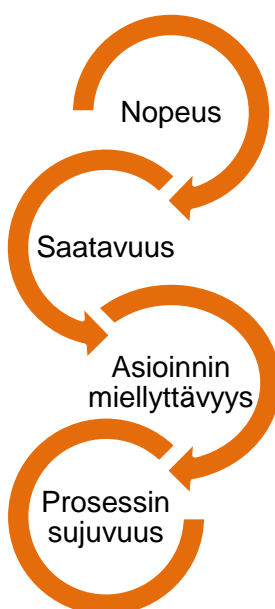 Nopeus
Saatavuus
Asioinnin
miellyttävyys
Prosessin
sujuvuus